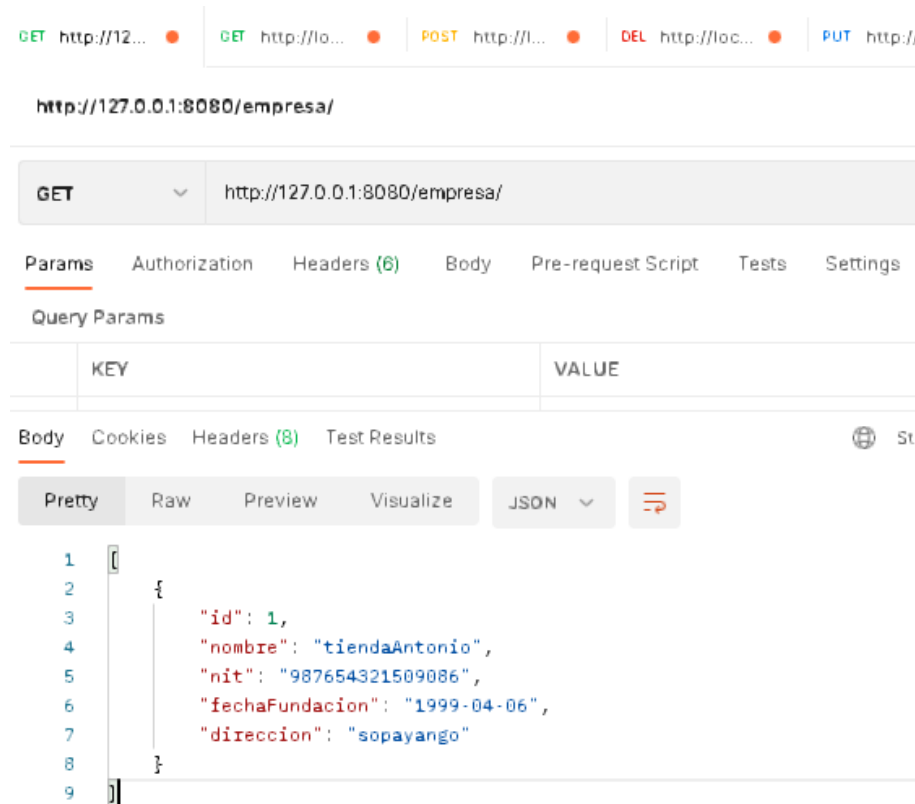 GET http://12... GET http://lo... POST http://l... DEL http://loc... PUT http:/
http://127.0.0.1:8080/empresa/
GET http://127.0.0.1:8080/empresa/
Params Authorization Headers (6) Body Pre-request Script Tests Settings
Query Params
KEY VALUE
Body Cookies Headers (8) Test Results St
Pretty Raw Preview Visualize JSON
1 [
2 {
3 "id": 1,
4 "nombre": "tiendaAntonio",
5 "nit": "987654321509086",
6 "fechaFundacion": "1999-04-06",
7 "direccion": "sopayango"
8 }
9 ]